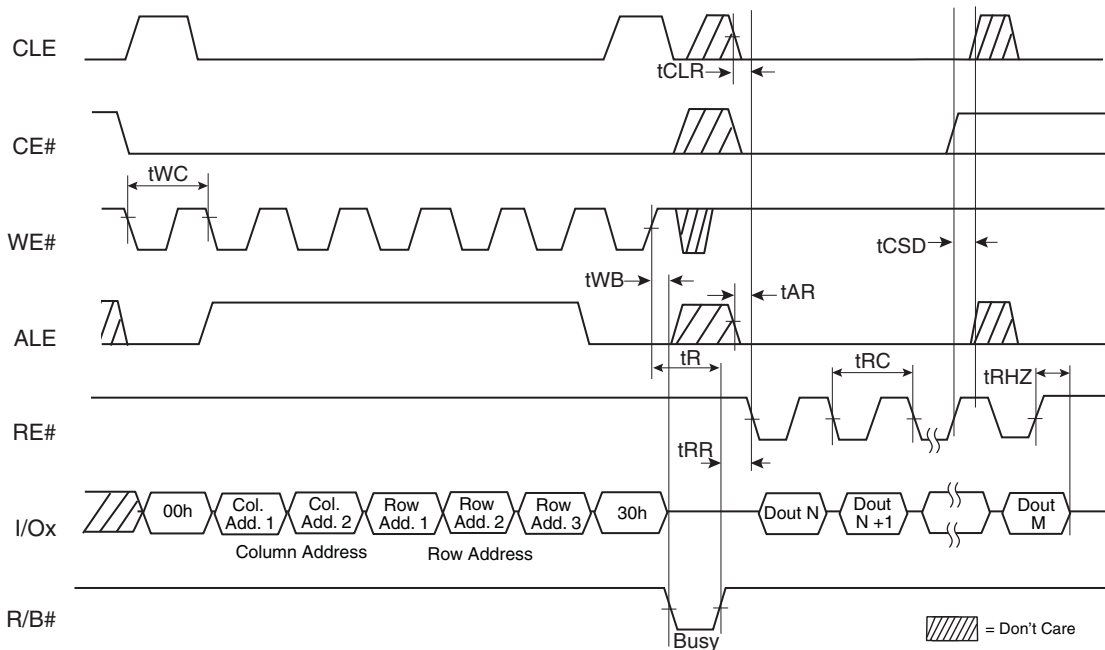 CLE
tCLR
CE#
tWC
WE#
tCSD
tWB
tAR
ALE
tR
tRC
tRHZ
RE#
tRR
I/Ox
00h
Col.
Add. 1
Col.
Add. 2
Row
Add. 1
Row
Add. 2
Row
Add. 3
30h
Dout N
Dout
N +1
Dout
M
Column Address
Row Address
R/B#
Busy
= Don't Care